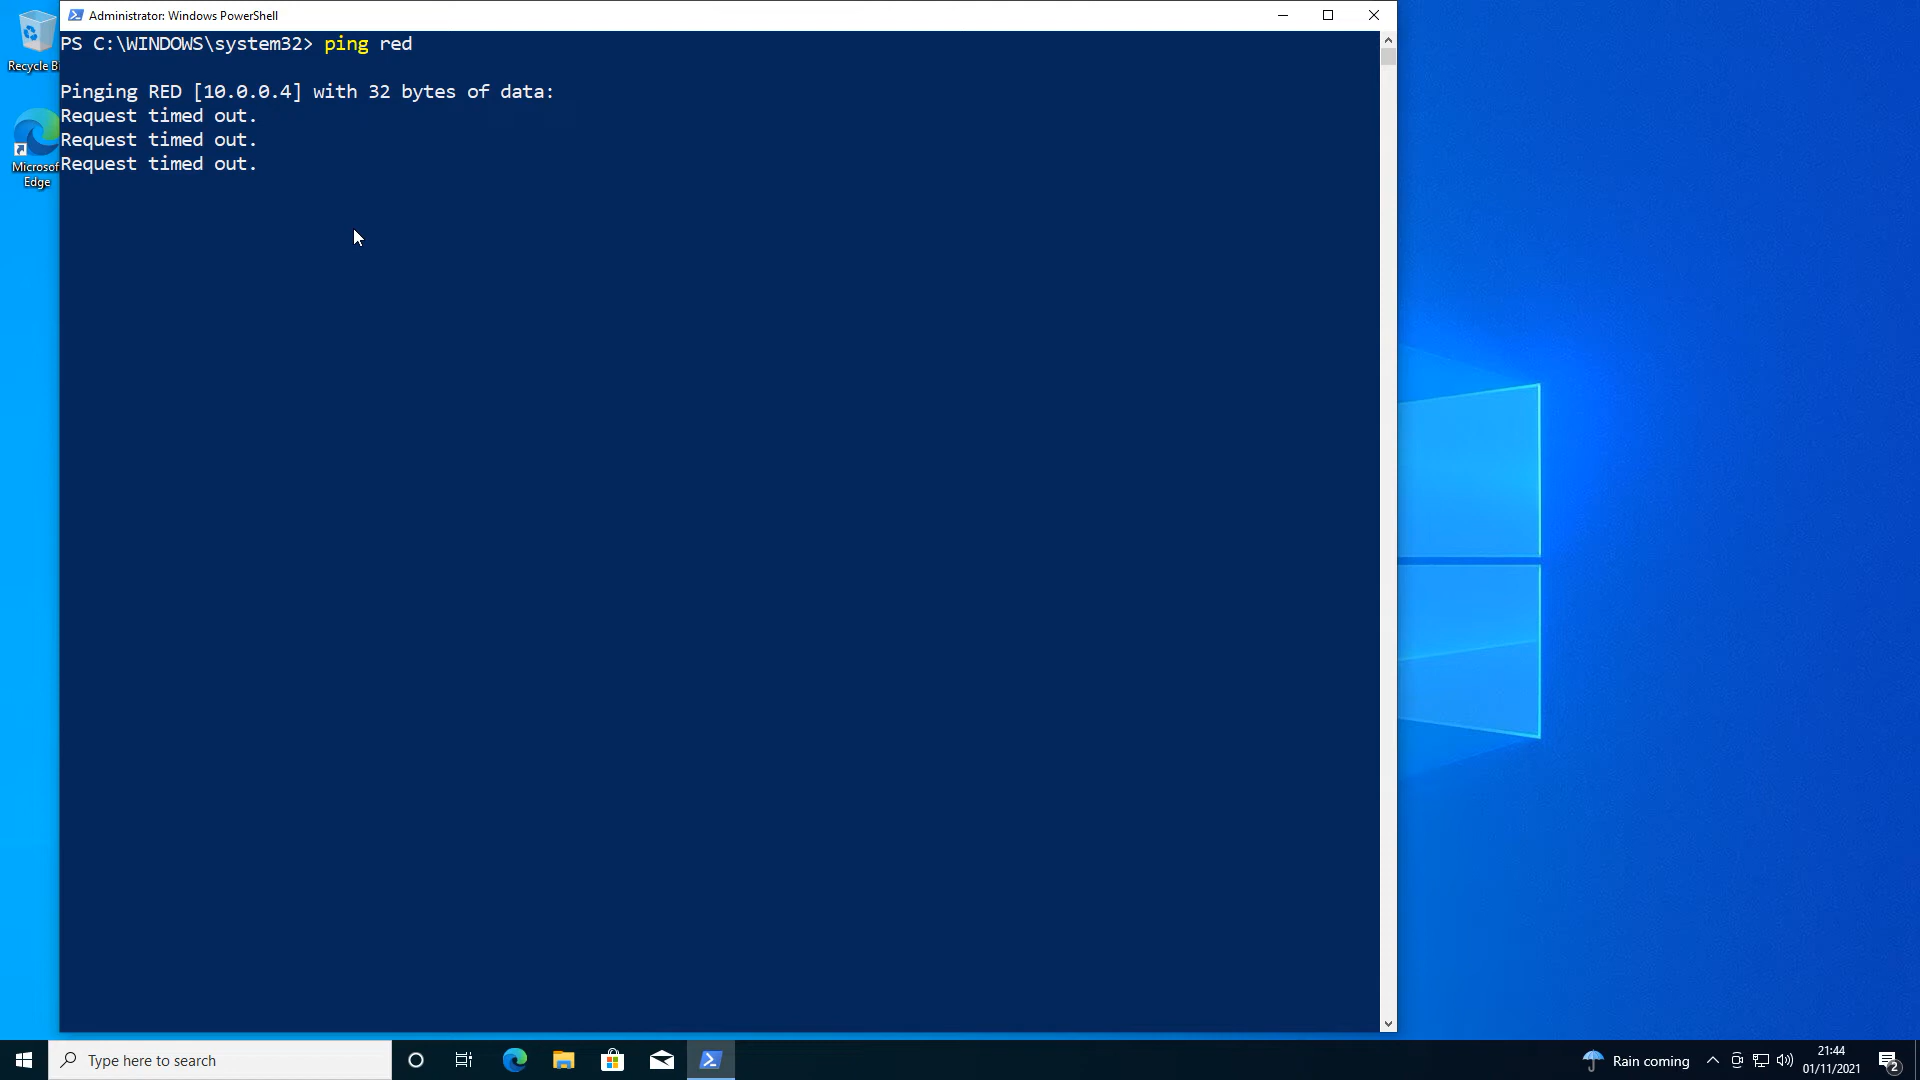 Administrator: Windows PowerShell
PS C:\WINDOWS\system32> ping red
Pinging RED [10.0.0.4] with 32 bytes of data:
Request timed out.
Request timed out.
Request timed out.
Recycle B
Microsof
Edge
Type here to search
Rain coming
21:44
01/11/2021
2